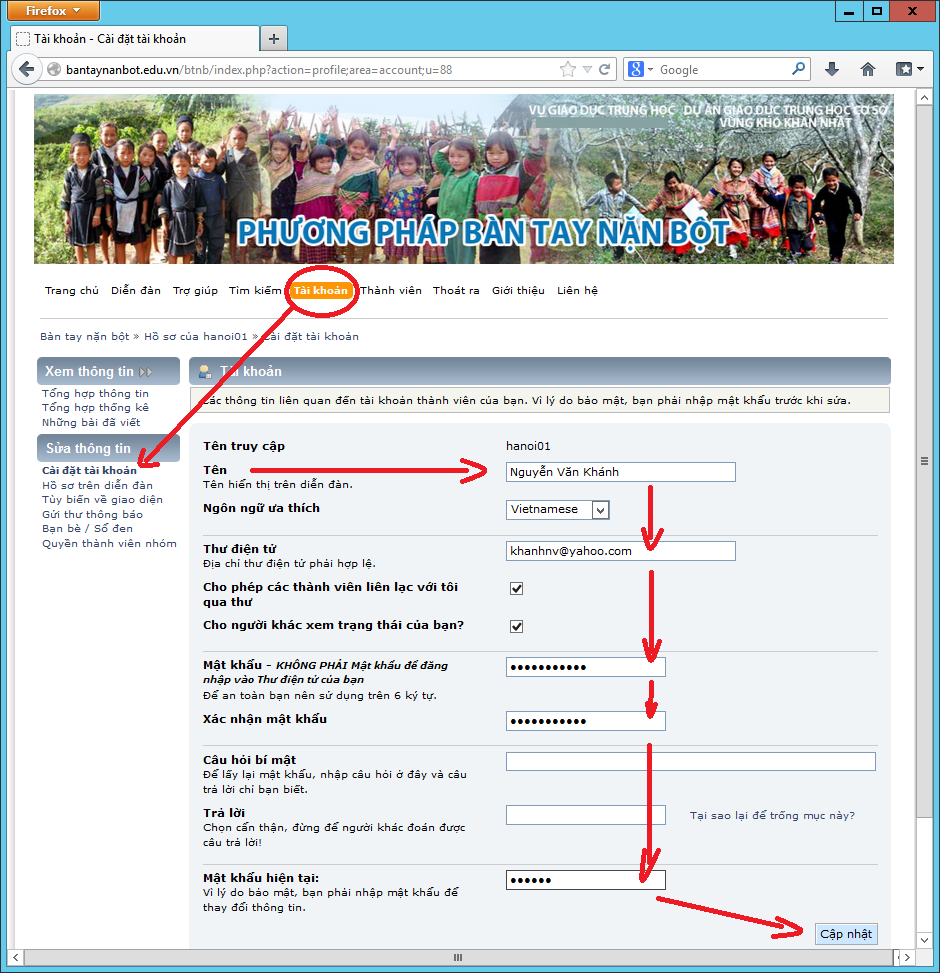 Firefox
Tài khoản - Cài đặt tài khoản
bantaynanbot.edu.vn/btnb/index.php?action=profile;area=account;u=88
Google
VỤ GIÁO DỤC TRUNG HỌC - DỰ ÁN GIÁO DỤC TRUNG HỌC CƠ SỞ
VÙNG KHÓ KHĂN NHẤT
PHƯƠNG PHÁP BÀN TAY NẶN BỘT
Trang chủ Diễn đàn Trợ giúp Tìm kiếm Tài khoản Thành viên Thoát ra Giới thiệu Liên hệ
Bàn tay nặn bột » Hồ sơ của hanoi01 » Cài đặt tài khoản
Xem thông tin
Tổng hợp thông tin
Tổng hợp thống kê
Những bài đã viết
Sửa thông tin
Cài đặt tài khoản
Hồ sơ trên diễn đàn
Tùy biến về giao diện
Gửi thư thông báo
Bạn bè / Sổ đen
Quyền thành viên nhóm
Tài khoản
Các thông tin liên quan đến tài khoản thành viên của bạn. Vì lý do bảo mật, bạn phải nhập mật khẩu trước khi sửa.
Tên truy cập
hanoi01
Tên
Tên hiển thị trên diễn đàn.
Nguyễn Văn Khánh
Ngôn ngữ ưa thích
Vietnamese
Thư điện tử
Địa chỉ thư điện tử phải hợp lệ.
khanhnv@yahoo.com
Cho phép các thành viên liên lạc với tôi
qua thư
Cho người khác xem trạng thái của bạn?
Mật khẩu - KHÔNG PHẢI Mật khẩu để đăng
nhập vào Thư điện tử của bạn
Để an toàn bạn nên sử dụng trên 6 ký tự.
Xác nhận mật khẩu
Câu hỏi bí mật
Để lấy lại mật khẩu, nhập câu hỏi ở đây và câu
trả lời chỉ bạn biết.
Trả lời
Chọn cẩn thận, đừng để người khác đoán được
câu trả lời!
Tại sao lại để trống mục này?
Mật khẩu hiện tại:
Vì lý do bảo mật, bạn phải nhập mật khẩu để
thay đổi thông tin.
Cập nhật